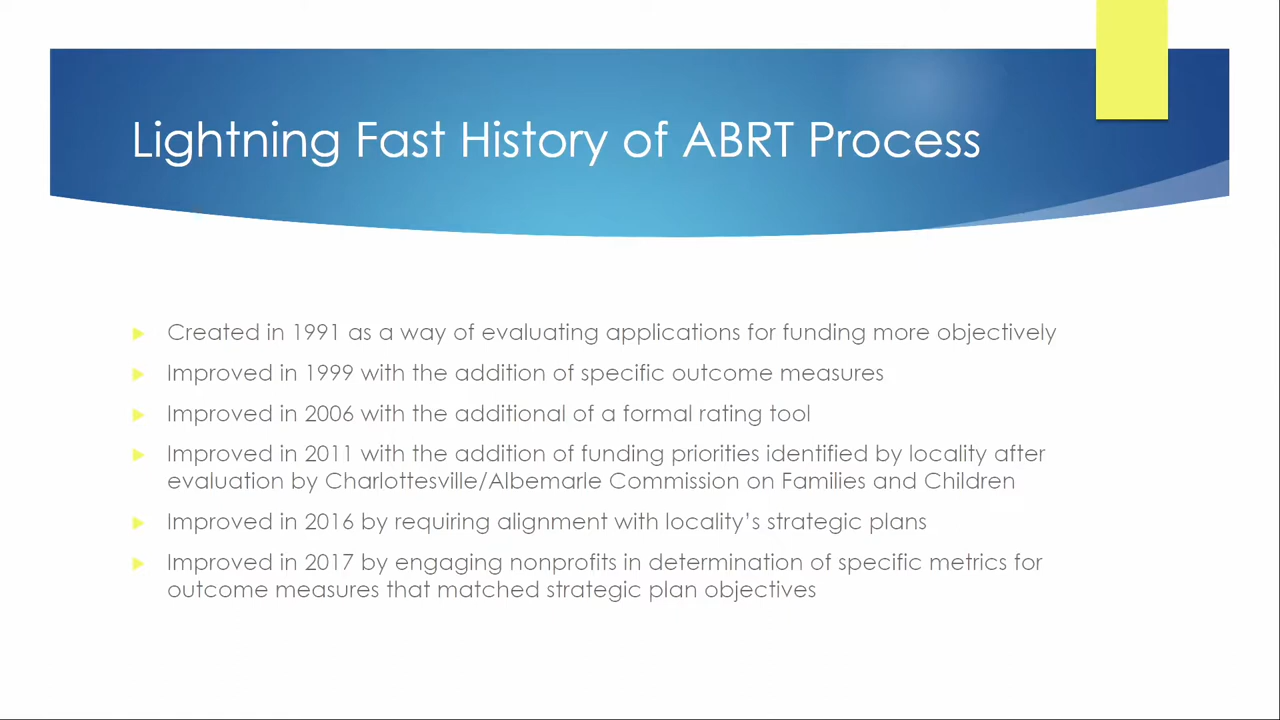 Lightning Fast History of ABRT Process
Created in 1991 as a way of evaluating applications for funding more objectively
Improved in 1999 with the addition of specific outcome measures
Improved in 2006 with the additional of a formal rating tool
Improved in 2011 with the addition of funding priorities identified by locality after
evaluation by Charlottesville/Albemarle Commission on Families and Children
Improved in 2016 by requiring alignment with locality's strategic plans
Improved in 2017 by engaging nonprofits in determination of specific metrics for
outcome measures that matched strategic plan objectives